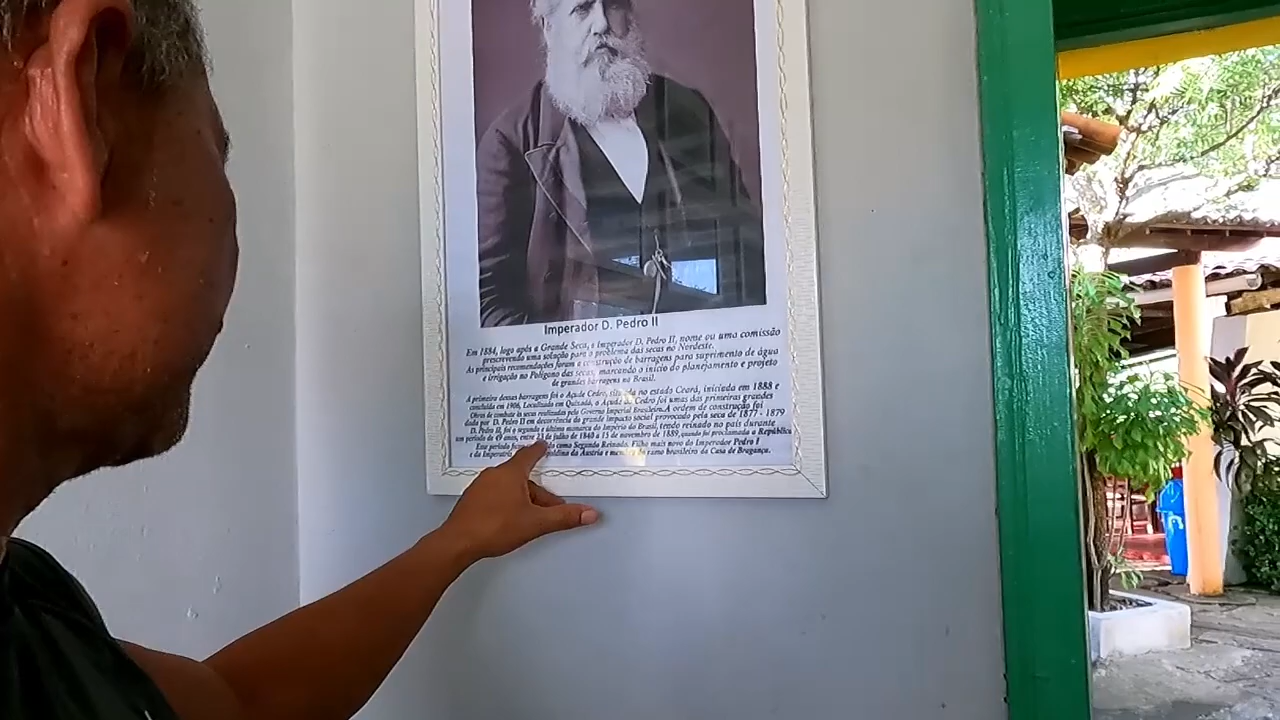 Imperador D. Pedro II
Em 1884, logo após a Grande Seca, o Imperador D. Pedro II, nome ou uma comissão
prescrevendo uma solução para o problema das secas no Nordeste.
As principais recomendações foram a construção de barragens para suprimento de água
e irrigação no Polígono das secas, marcando o início do planejamento e projeto
de grandes barragens no Brasil.
A primeira dessas barragens foi o Açude Cedro, situado no estado Ceará, iniciada em 1888 e
concluída em 1906, Localizado em Quixadá, o Açude do Cedro foi umas das primeiras grandes
Obras de combate às secas realizadas pelo Governo Imperial Brasileiro. A ordem de construção foi
dada por D. Pedro II em decorrência do grande impacto social provocado pela seca de 1877 - 1879
D. Pedro II, foi o segundo e último monarca do Império do Brasil, tendo reinado no país durante
um período de 49 anos, entre 23 de julho de 1840 a 15 de novembro de 1889, quando foi proclamada a República
Este período como Segundo Reinado. Filho mais novo do Imperador Pedro I
e da Imperatriz da Áustria e ramo brasileiro da Casa de Bragança.